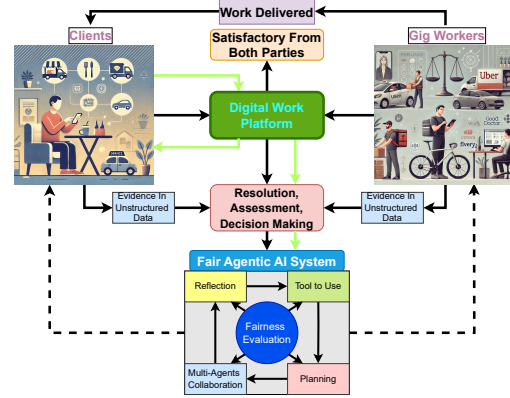 Work Delivered
Clients
Gig Workers
Satisfactory From
Both Parties
Digital Work
Platform
Uber
Good
Doctor
fivery
Evidence In
Unstructured
Data
Resolution,
Assessment,
Decision Making
Evidence In
Unstructured
Data
Fair Agentic AI System
Reflection
Tool to Use
Fairness
Evaluation
Multi-Agents
Collaboration
Planning